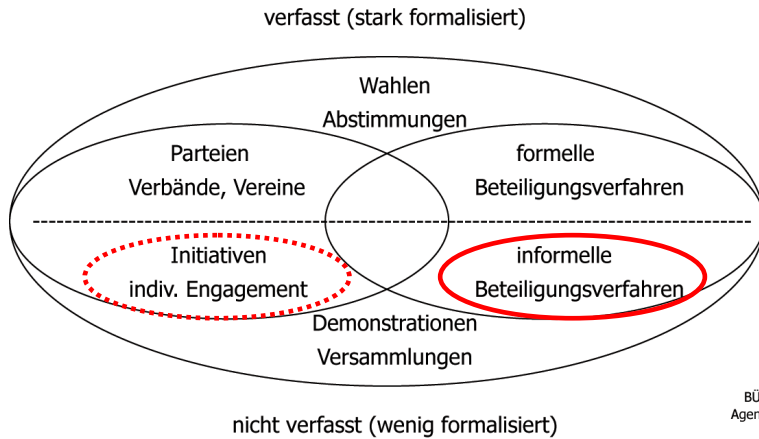 verfasst (stark formalisiert)
Wahlen
Abstimmungen
Parteien
Verbände, Vereine
formelle
Beteiligungsverfahren
Initiativen
indiv. Engagement
informelle
Beteiligungsverfahren
Demonstrationen
Versammlungen
nicht verfasst (wenig formalisiert)